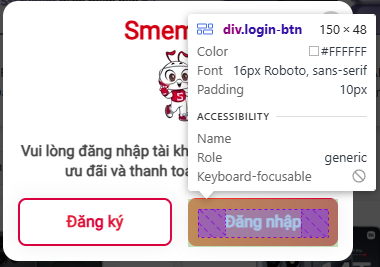 Smem
div.login-btn 150 × 48
Color #FFFFFF
Font 16px Roboto, sans-serif
Padding 10px
ACCESSIBILITY
Name
Role generic
Keyboard-focusable
S
Vui lòng đăng nhập tài kh
ưu đãi và thanh toá
Đăng ký
Đăng nhập